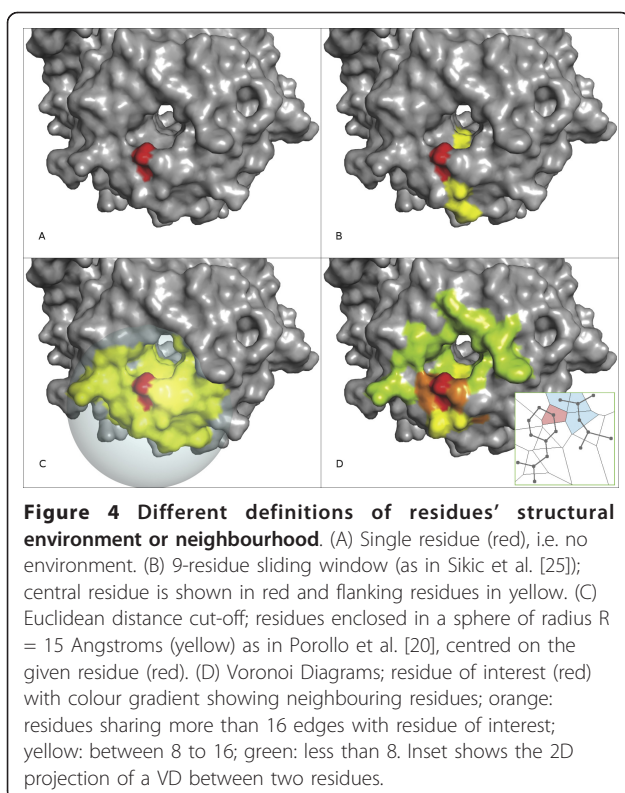 A
B
C
D
Figure 4 Different definitions of residues' structural
environment or neighbourhood. (A) Single residue (red), i.e. no
environment. (B) 9-residue sliding window (as in Sikic et al. [25]);
central residue is shown in red and flanking residues in yellow. (C)
Euclidean distance cut-off; residues enclosed in a sphere of radius R
= 15 Angstroms (yellow) as in Porollo et al. [20], centred on the
given residue (red). (D) Voronoi Diagrams; residue of interest (red)
with colour gradient showing neighbouring residues; orange:
residues sharing more than 16 edges with residue of interest;
yellow: between 8 to 16; green: less than 8. Inset shows the 2D
projection of a VD between two residues.